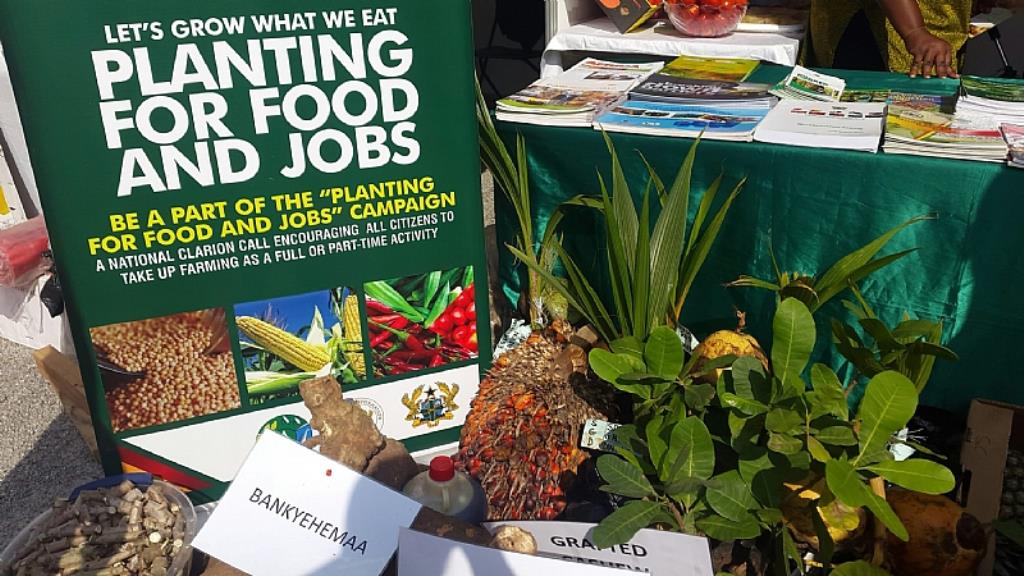 LET'S GROW WHAT WE EAT
PLANTING
FOR FOOD
AND JOBS
BE A PART OF THE "PLANTING
FOR FOOD AND JOBS" CAMPAIGN
A NATIONAL CLARION CALL ENCOURAGING ALL CITIZENS TO
TAKE UP FARMING AS A FULL OR PART-TIME ACTIVITY
BANKYEHEMAA
GRAFTED
CASHEW